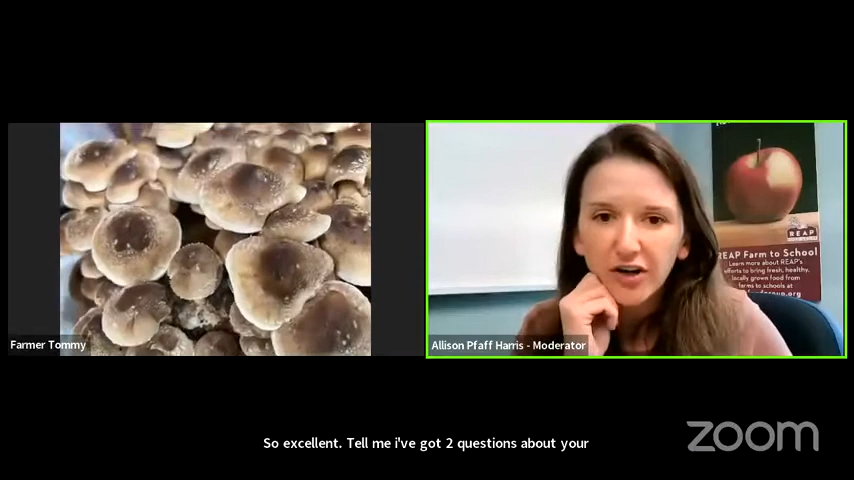 REAP
REAP Farm to School
Learn more about REAP's
efforts to bring fresh, healthy,
locally grown food from
farms to schools at
Farmer Tommy
Allison Pfaff Harris - Moderator
So excellent. Tell me i've got 2 questions about your
zoom